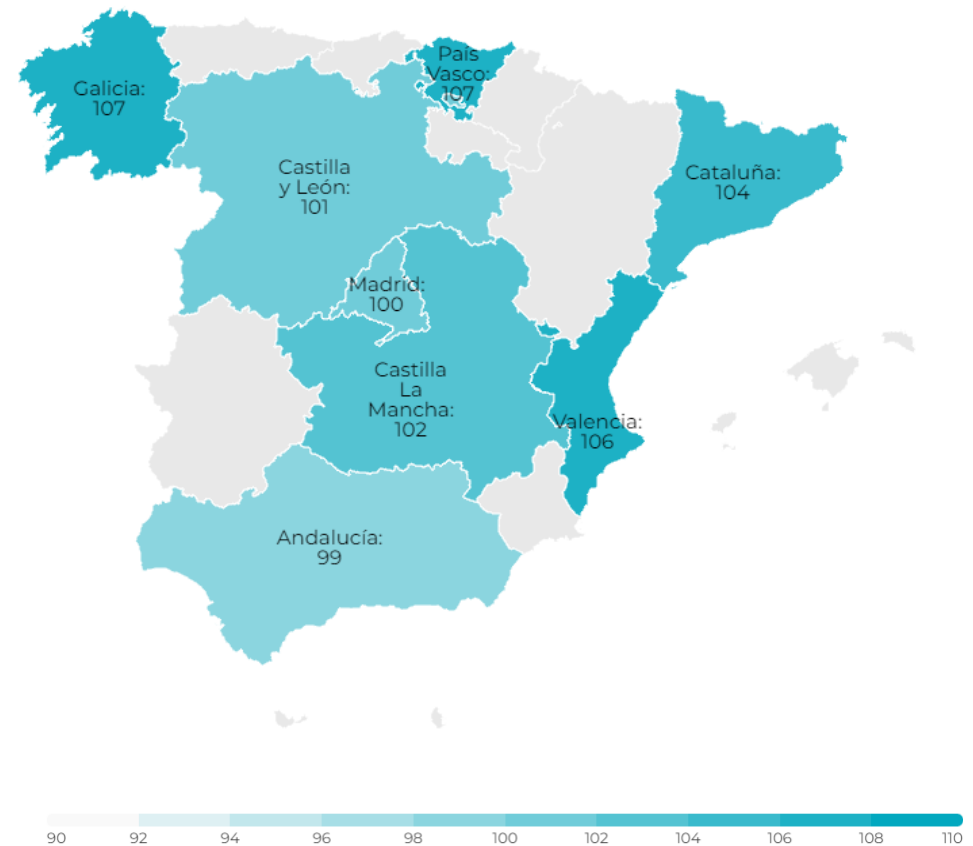 País
Vasco:
107
Galicia:
107
Castilla
y León:
101
Cataluña:
104
Madrid:
100
Castilla
La
Mancha:
102
Valencia:
106
Andalucía:
99
90 92 94 96 98 100 102 104 106 108 110